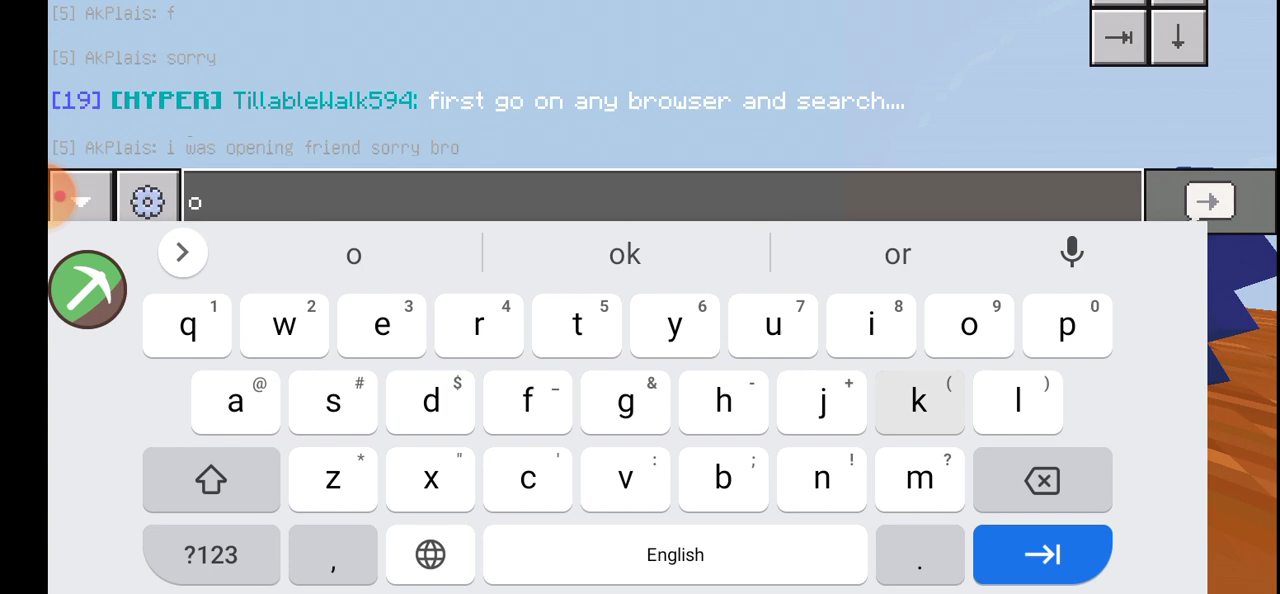 [5] AkPlais: f
[5] AkPlais: sorry
[19] [HYPER] TillableWalk594: first go on any browser and search....
[5] AkPlais: i was opening friend sorry bro
o
o ok or
q 1 w 2 e 3 r 4 t 5 y 6 u 7 i 8 o 9 p 0
a @ s # d $ f _ g & h - j + k ( l )
z * x " c ' v : b ; n ! m ?
?123 , English .